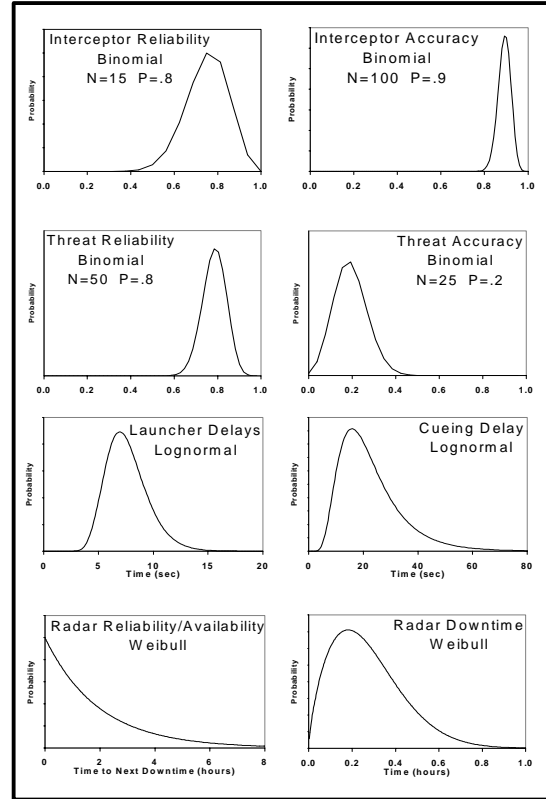 Interceptor Reliability
Binomial
N=15 P=.8
Probability
0.0 0.2 0.4 0.6 0.8 1.0
Interceptor Accuracy
Binomial
N=100 P=.9
Probability
0.0 0.2 0.4 0.6 0.8 1.0
Threat Reliability
Binomial
N=50 P=.8
Probability
0.0 0.2 0.4 0.6 0.8 1.0
Threat Accuracy
Binomial
N=25 P=.2
Probability
0.0 0.2 0.4 0.6 0.8 1.0
Launcher Delays
Lognormal
Probability
0 5 10 15 20
Time (sec)
Cueing Delay
Lognormal
Probability
0 20 40 60 80
Time (sec)
Radar Reliability/Availability
Weibull
Probability
0 2 4 6 8
Time to Next Downtime (hours)
Radar Downtime
Weibull
Probability
0.0 0.2 0.4 0.6 0.8 1.0
Time (hours)